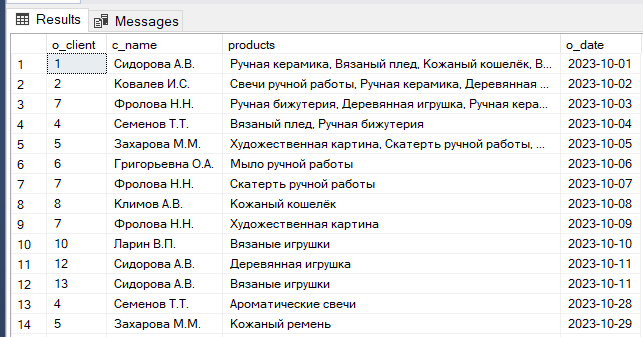 Results Messages
o_client c_name products o_date
1 1 Сидорова А.В. Ручная керамика, Вязаный плед, Кожаный кошелёк, В... 2023-10-01
2 2 Ковалев И.С. Свечи ручной работы, Ручная керамика, Деревянная ... 2023-10-02
3 7 Фролова Н.Н. Ручная бижутерия, Деревянная игрушка, Ручная кера... 2023-10-03
4 4 Семенов Т.Т. Вязаный плед, Ручная бижутерия 2023-10-04
5 5 Захарова М.М. Художественная картина, Скатерть ручной работы, ... 2023-10-05
6 6 Григорьевна О.А. Мыло ручной работы 2023-10-06
7 7 Фролова Н.Н. Скатерть ручной работы 2023-10-07
8 8 Климов А.В. Кожаный кошелёк 2023-10-08
9 7 Фролова Н.Н. Художественная картина 2023-10-09
10 10 Ларин В.П. Вязаные игрушки 2023-10-10
11 12 Сидорова А.В. Деревянная игрушка 2023-10-11
12 13 Сидорова А.В. Вязаные игрушки 2023-10-11
13 4 Семенов Т.Т. Ароматические свечи 2023-10-28
14 5 Захарова М.М. Кожаный ремень 2023-10-29